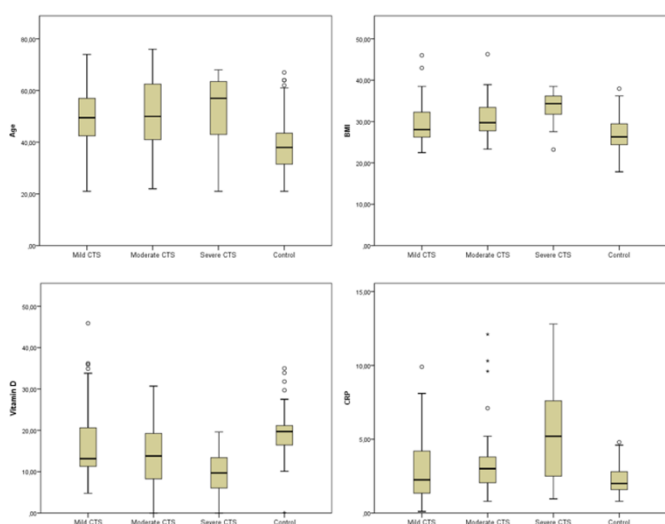 80,00
60,00
40,00
20,00
,00
Age
Mild CTS Moderate CTS Severe CTS Control
50,00
40,00
30,00
20,00
10,00
,00
BMI
Mild CTS Moderate CTS Severe CTS Control
50,00
40,00
30,00
20,00
10,00
,00
Vitamin D
Mild CTS Moderate CTS Severe CTS Control
15,00
10,00
5,00
,00
CRP
Mild CTS Moderate CTS Severe CTS Control